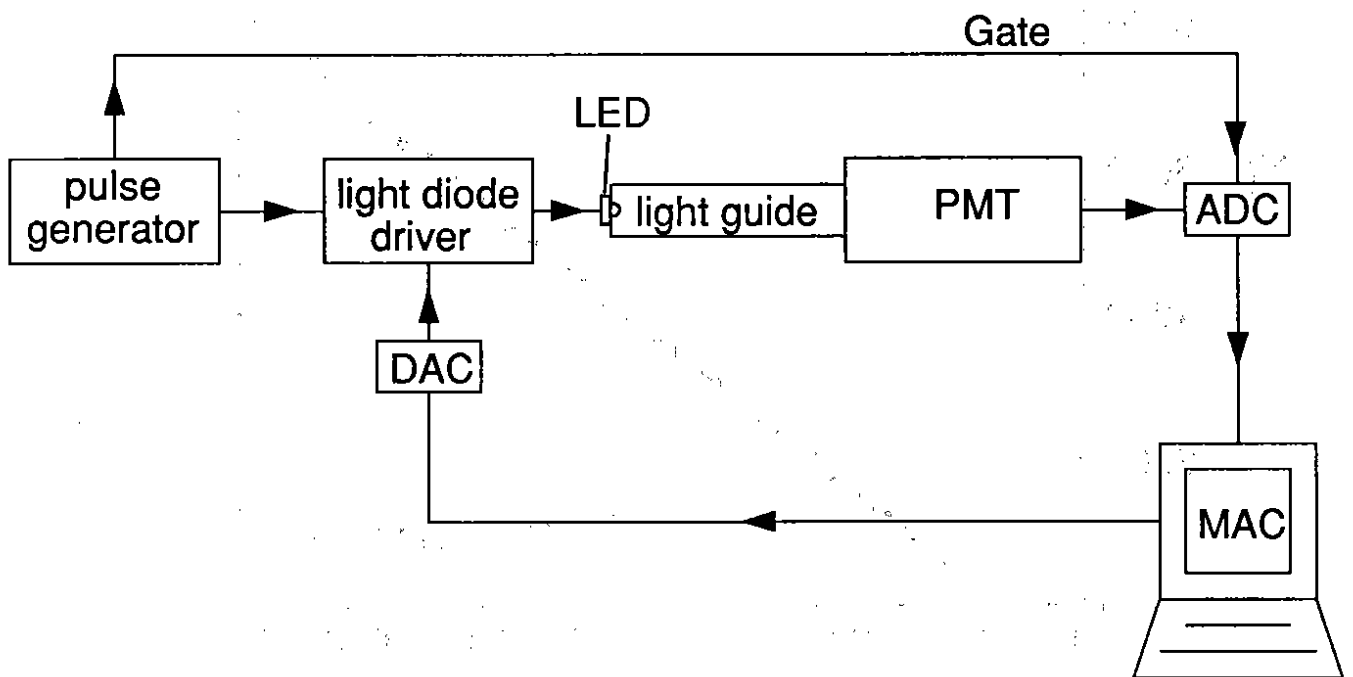 Gate
LED
pulse
generator
light diode
driver
light guide
PMT
ADC
DAC
MAC